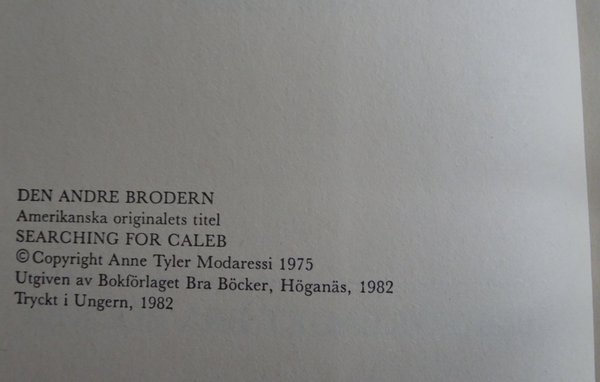 DEN ANDRE BRODERN
Amerikanska originalets titel
SEARCHING FOR CALEB
© Copyright Anne Tyler Modaressi 1975
Utgiven av Bokförlaget Bra Böcker, Höganäs, 1982
Tryckt i Ungern, 1982